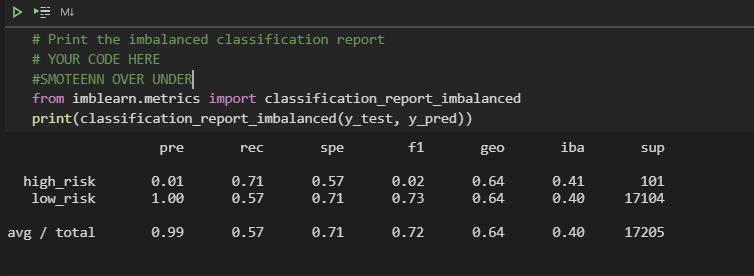 M↓
# Print the imbalanced classification report
# YOUR CODE HERE
#SMOTEENN OVER UNDER
from imblearn.metrics import classification_report_imbalanced
print(classification_report_imbalanced(y_test, y_pred))
pre rec spe f1 geo iba sup
high_risk 0.01 0.71 0.57 0.02 0.64 0.41 101
low_risk 1.00 0.57 0.71 0.73 0.64 0.40 17104
avg / total 0.99 0.57 0.71 0.72 0.64 0.40 17205